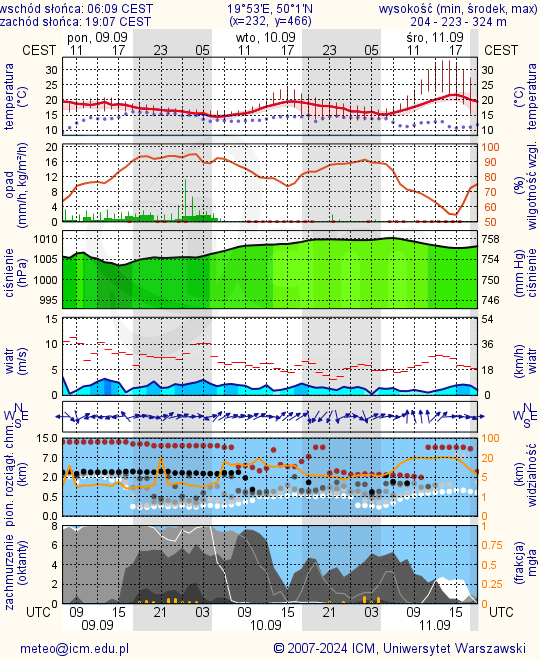 wschód słońca: 06:09 CEST 19°53'E, 50°1'N wysokość (min, środek, max)
zachód słońca: 19:07 CEST (x=232, y=466) 204 - 223 - 324 m
CEST pon, 09.09 wto, 10.09 śro, 11.09 CEST
11 17 23 05 11 17 23 05 11 17
temperatura
(°C)
30
25
20
15
10
30
25
20
15
10
(°C)
temperatura
opad
(mm/h, kg/m²/h)
20
16
12
8
4
0
100
90
80
70
60
50
(%)
wilgotność wzgl.
ciśnienie
(hPa)
1010
1005
1000
995
758
754
750
746
(mm Hg)
ciśnienie
wiatr
(m/s)
15
10
5
0
54
36
18
0
(km/h)
wiatr
N
W E
S
N
W E
S
pion. rozciągł. chm.
(km)
15.0
7.0
2.0
0.5
0.0
100
20
5
1
0
(km)
widzialność
zachmurzenie
(oktanty)
8
6
4
2
0
1
0.75
0.5
0.25
0
(frakcja)
mgła
UTC 09 15 21 03 09 15 21 03 09 15 UTC
09.09 10.09 11.09
meteo@icm.edu.pl © 2007-2024 ICM, Uniwersytet Warszawski